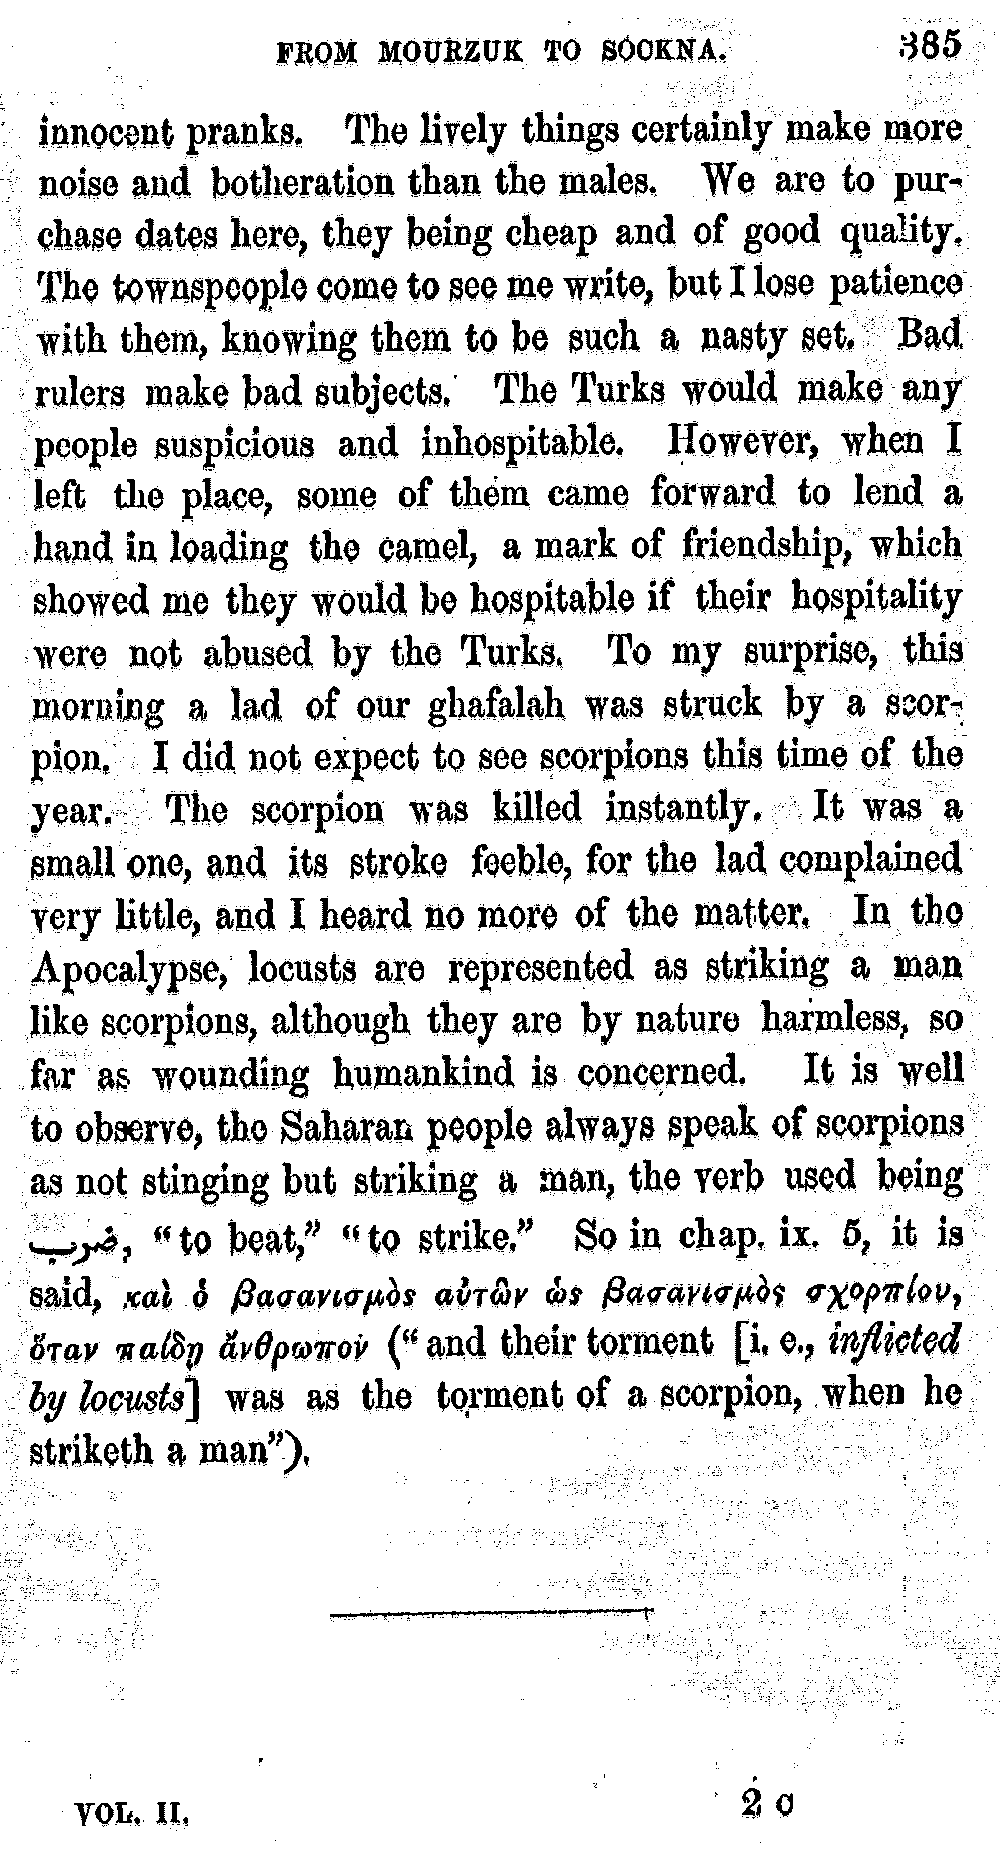 FROM MOURZUK TO SOOKNA. 385
innocent pranks. The lively things certainly make more
noise and botheration than the males. We are to pur-
chase dates here, they being cheap and of good quality.
The townspeople come to see me write, but I lose patience
with them, knowing them to be such a nasty set. Bad
rulers make bad subjects. The Turks would make any
people suspicious and inhospitable. However, when I
left the place, some of them came forward to lend a
hand in loading the camel, a mark of friendship, which
showed me they would be hospitable if their hospitality
were not abused by the Turks. To my surprise, this
morning a lad of our ghafalah was struck by a scor-
pion. I did not expect to see scorpions this time of the
year. The scorpion was killed instantly. It was a
small one, and its stroke feeble, for the lad complained
very little, and I heard no more of the matter. In the
Apocalypse, locusts are represented as striking a man
like scorpions, although they are by nature harmless, so
far as wounding humankind is concerned. It is well
to observe, the Saharan people always speak of scorpions
as not stinging but striking a man, the verb used being
ضرب, “to beat,” “to strike.” So in chap. ix. 5, it is
said, καὶ ὁ βασανισμὸς αὐτῶν ὡς βασανισμὸς σχορπίου,
ὅταν παίδῃ ἄνθρωπον (“and their torment [i. e., inflicted
by locusts] was as the torment of a scorpion, when he
striketh a man”).
VOL. II. 2 C